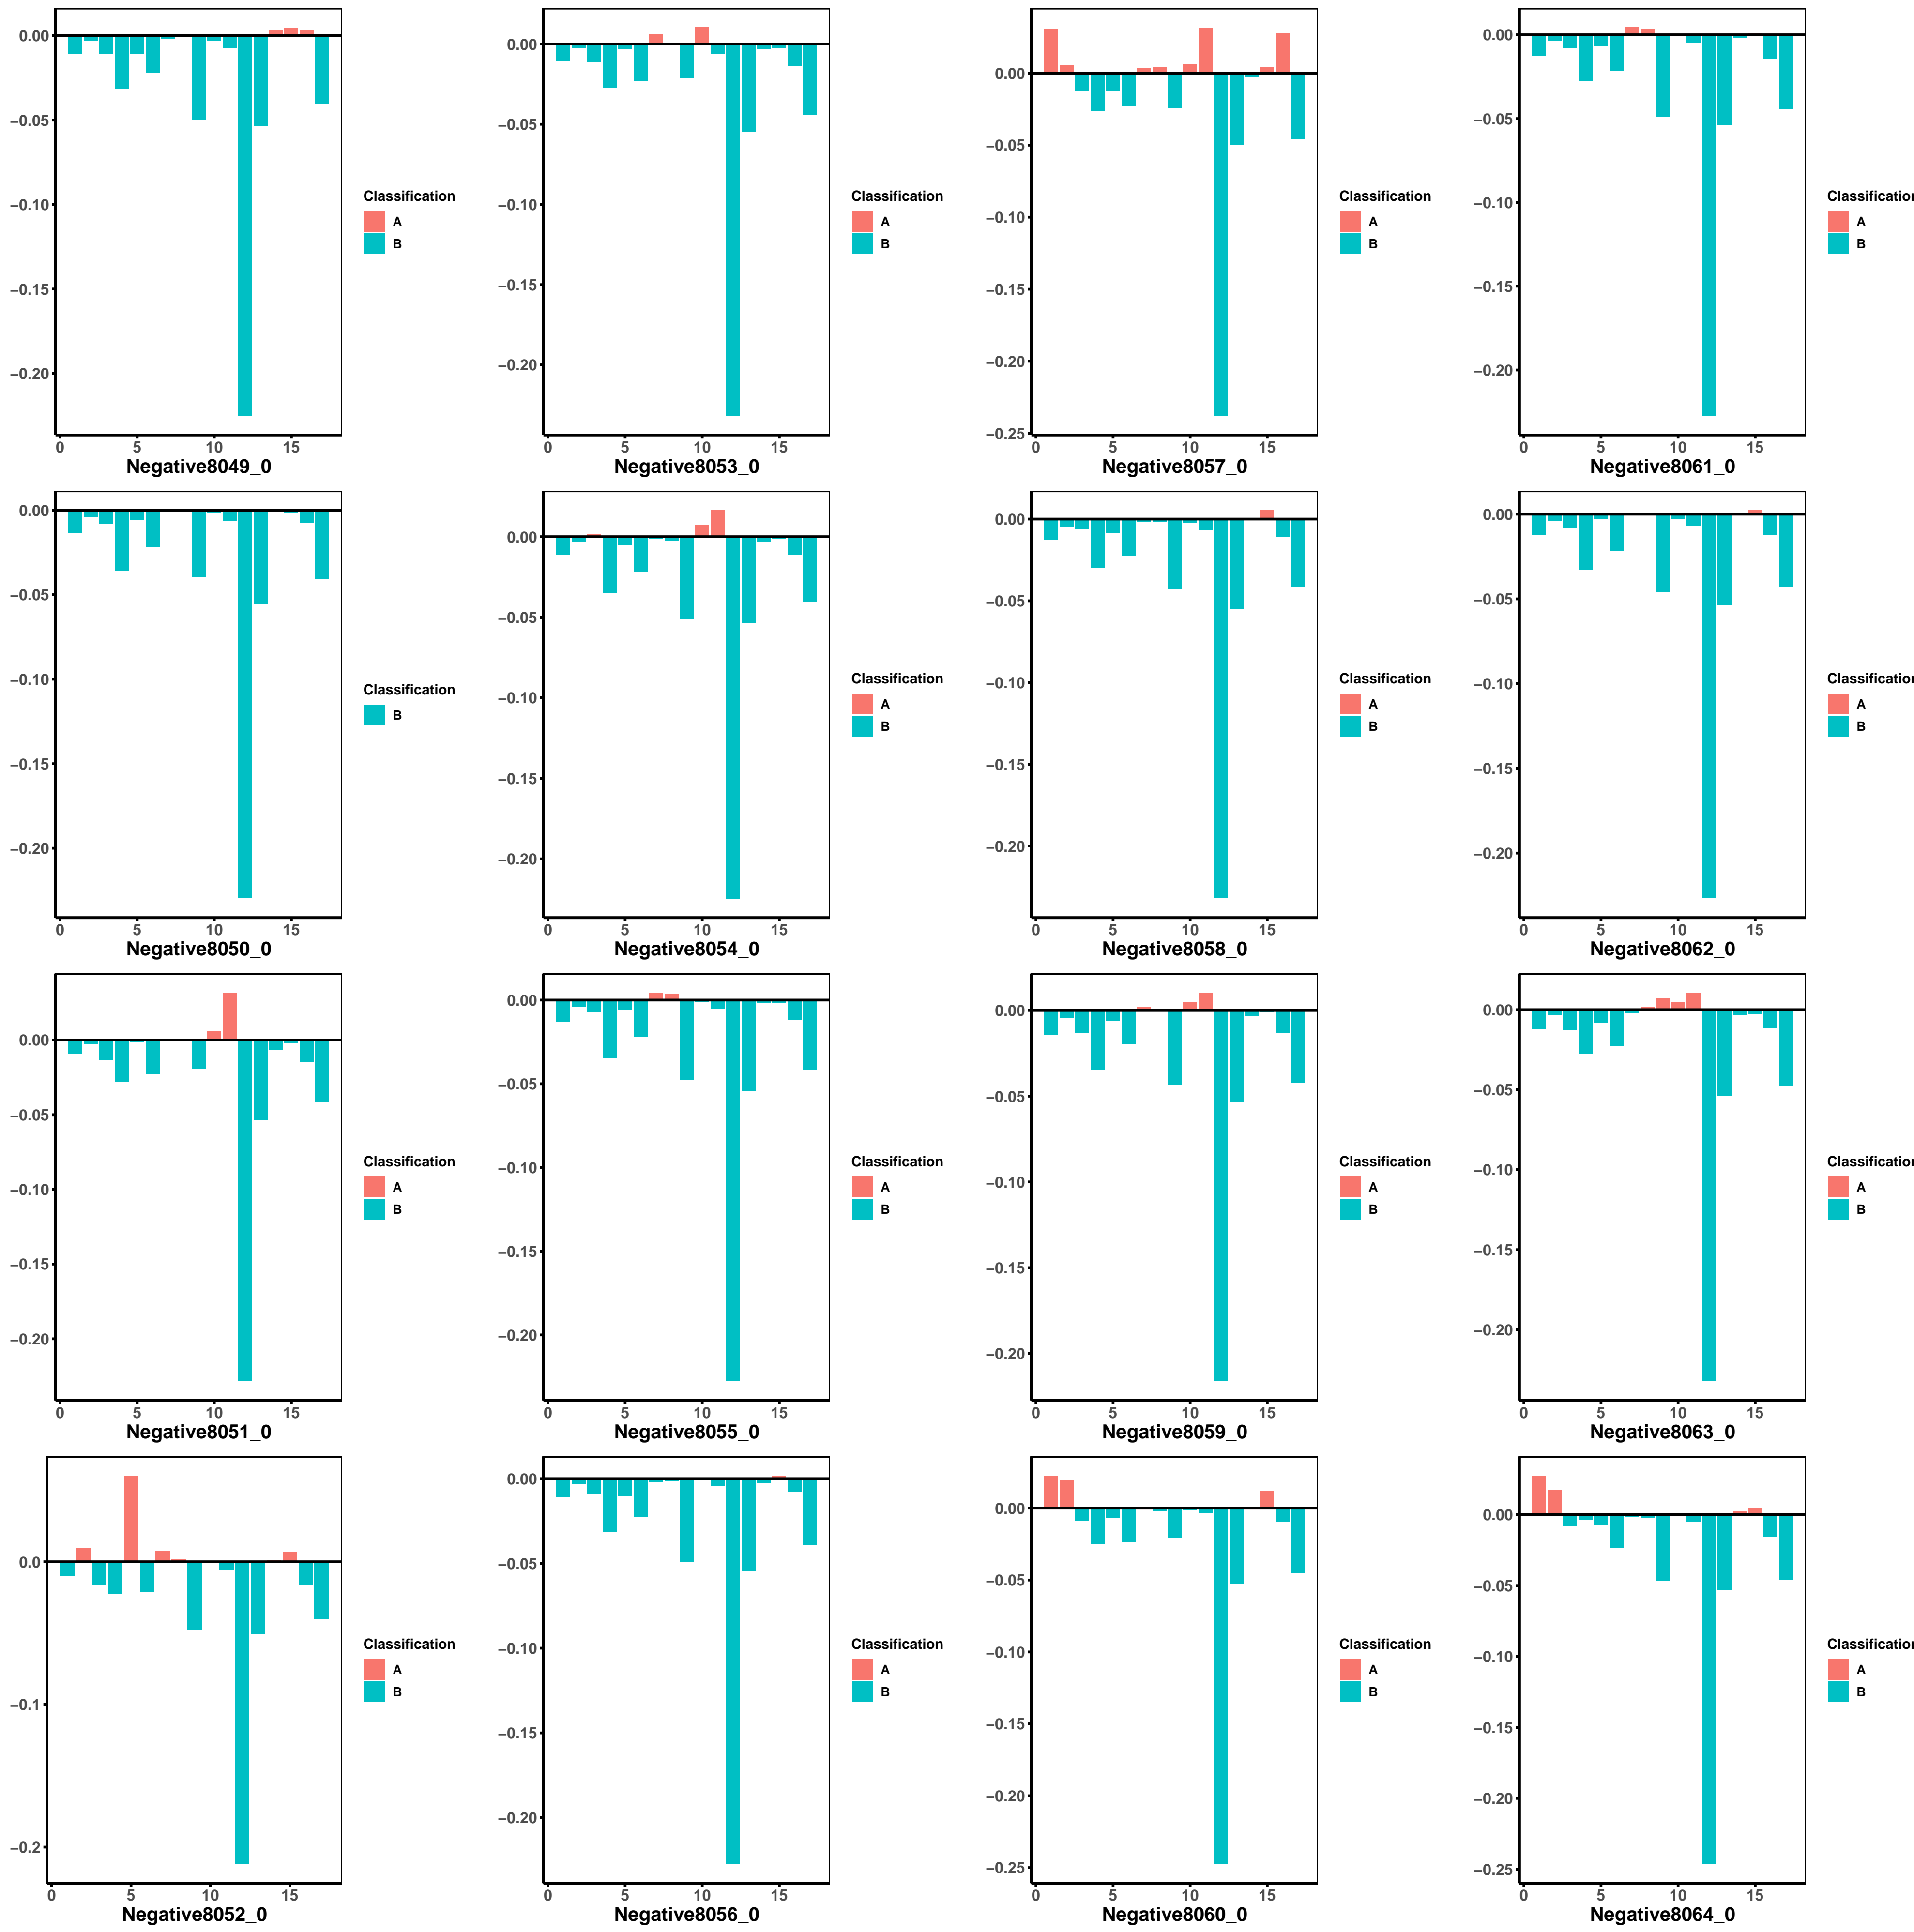 0.00
−0.05
−0.10
−0.15
−0.20
0 5 10 15
Negative8049_0
Classification
A
B
0.00
−0.05
−0.10
−0.15
−0.20
0 5 10 15
Negative8053_0
Classification
A
B
0.00
−0.05
−0.10
−0.15
−0.20
−0.25
0 5 10 15
Negative8057_0
Classification
A
B
0.00
−0.05
−0.10
−0.15
−0.20
0 5 10 15
Negative8061_0
Classification
A
B
0.00
−0.05
−0.10
−0.15
−0.20
0 5 10 15
Negative8050_0
Classification
B
0.00
−0.05
−0.10
−0.15
−0.20
0 5 10 15
Negative8054_0
Classification
A
B
0.00
−0.05
−0.10
−0.15
−0.20
0 5 10 15
Negative8058_0
Classification
A
B
0.00
−0.05
−0.10
−0.15
−0.20
0 5 10 15
Negative8062_0
Classification
A
B
0.00
−0.05
−0.10
−0.15
−0.20
0 5 10 15
Negative8051_0
Classification
A
B
0.00
−0.05
−0.10
−0.15
−0.20
0 5 10 15
Negative8055_0
Classification
A
B
0.00
−0.05
−0.10
−0.15
−0.20
0 5 10 15
Negative8059_0
Classification
A
B
0.00
−0.05
−0.10
−0.15
−0.20
0 5 10 15
Negative8063_0
Classification
A
B
0.0
−0.1
−0.2
0 5 10 15
Negative8052_0
Classification
A
B
0.00
−0.05
−0.10
−0.15
−0.20
0 5 10 15
Negative8056_0
Classification
A
B
0.00
−0.05
−0.10
−0.15
−0.20
−0.25
0 5 10 15
Negative8060_0
Classification
A
B
0.00
−0.05
−0.10
−0.15
−0.20
−0.25
0 5 10 15
Negative8064_0
Classification
A
B